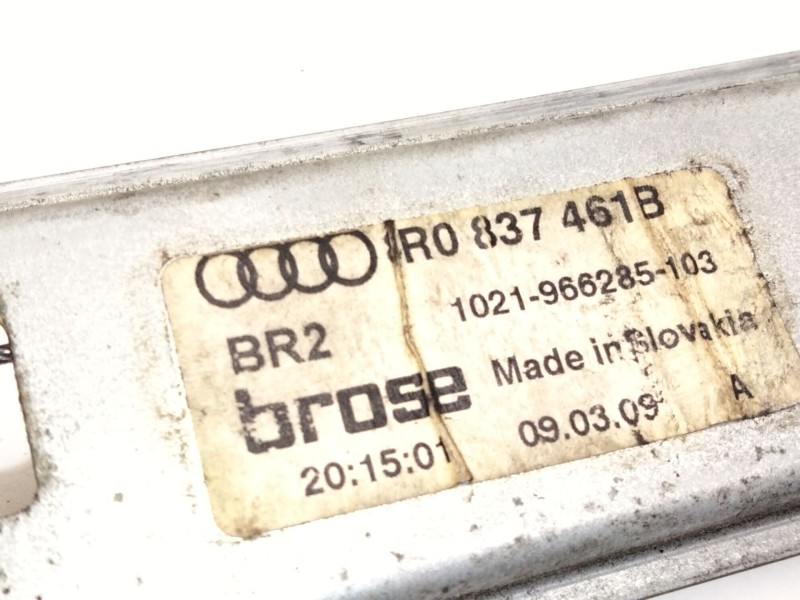 8R0 837 461B
1021-966285-103
BR2
brose
Made in Slovakia
20:15:01
09.03.09
A